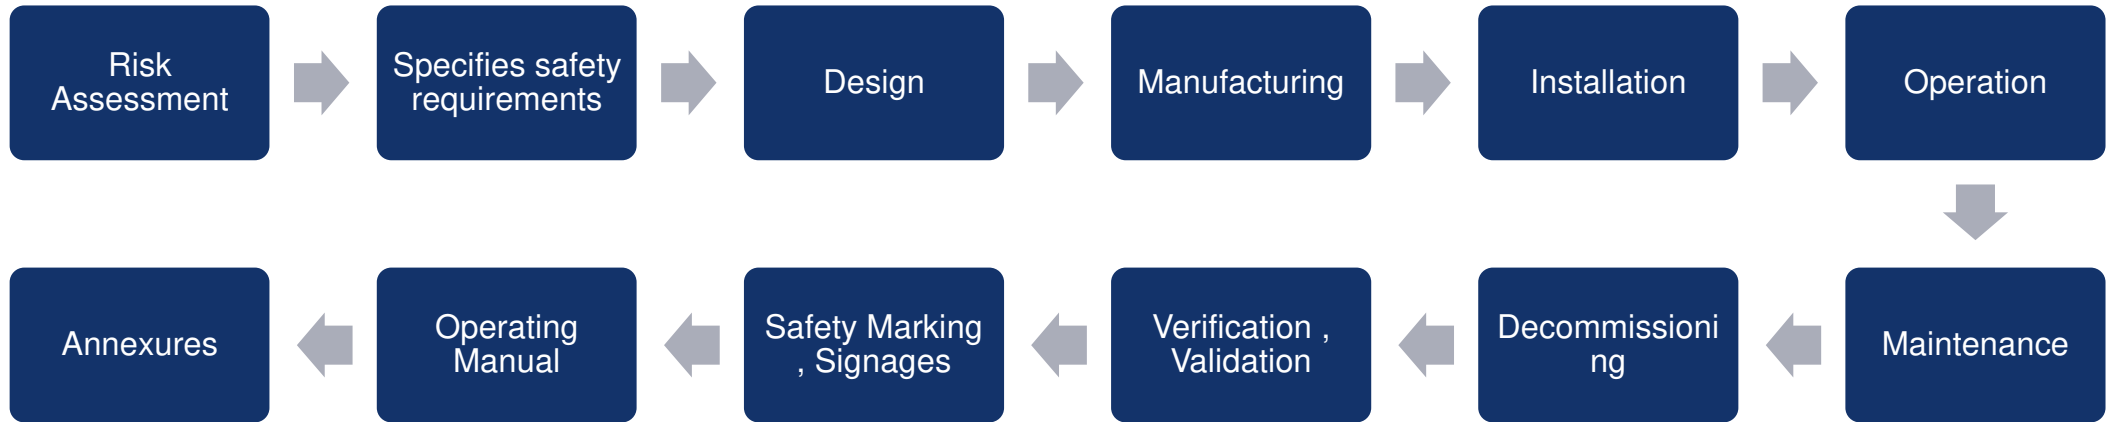 Risk
Assessment
Specifies safety
requirements
Design
Manufacturing
Installation
Operation
Maintenance
Decommissioni
ng
Verification ,
Validation
Safety Marking
, Signages
Operating
Manual
Annexures